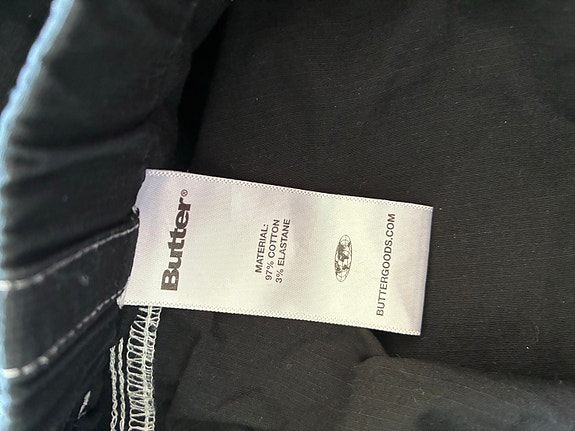 Butter®
MATERIAL:
97% COTTON
3% ELASTANE
BUTTERGOODS.COM